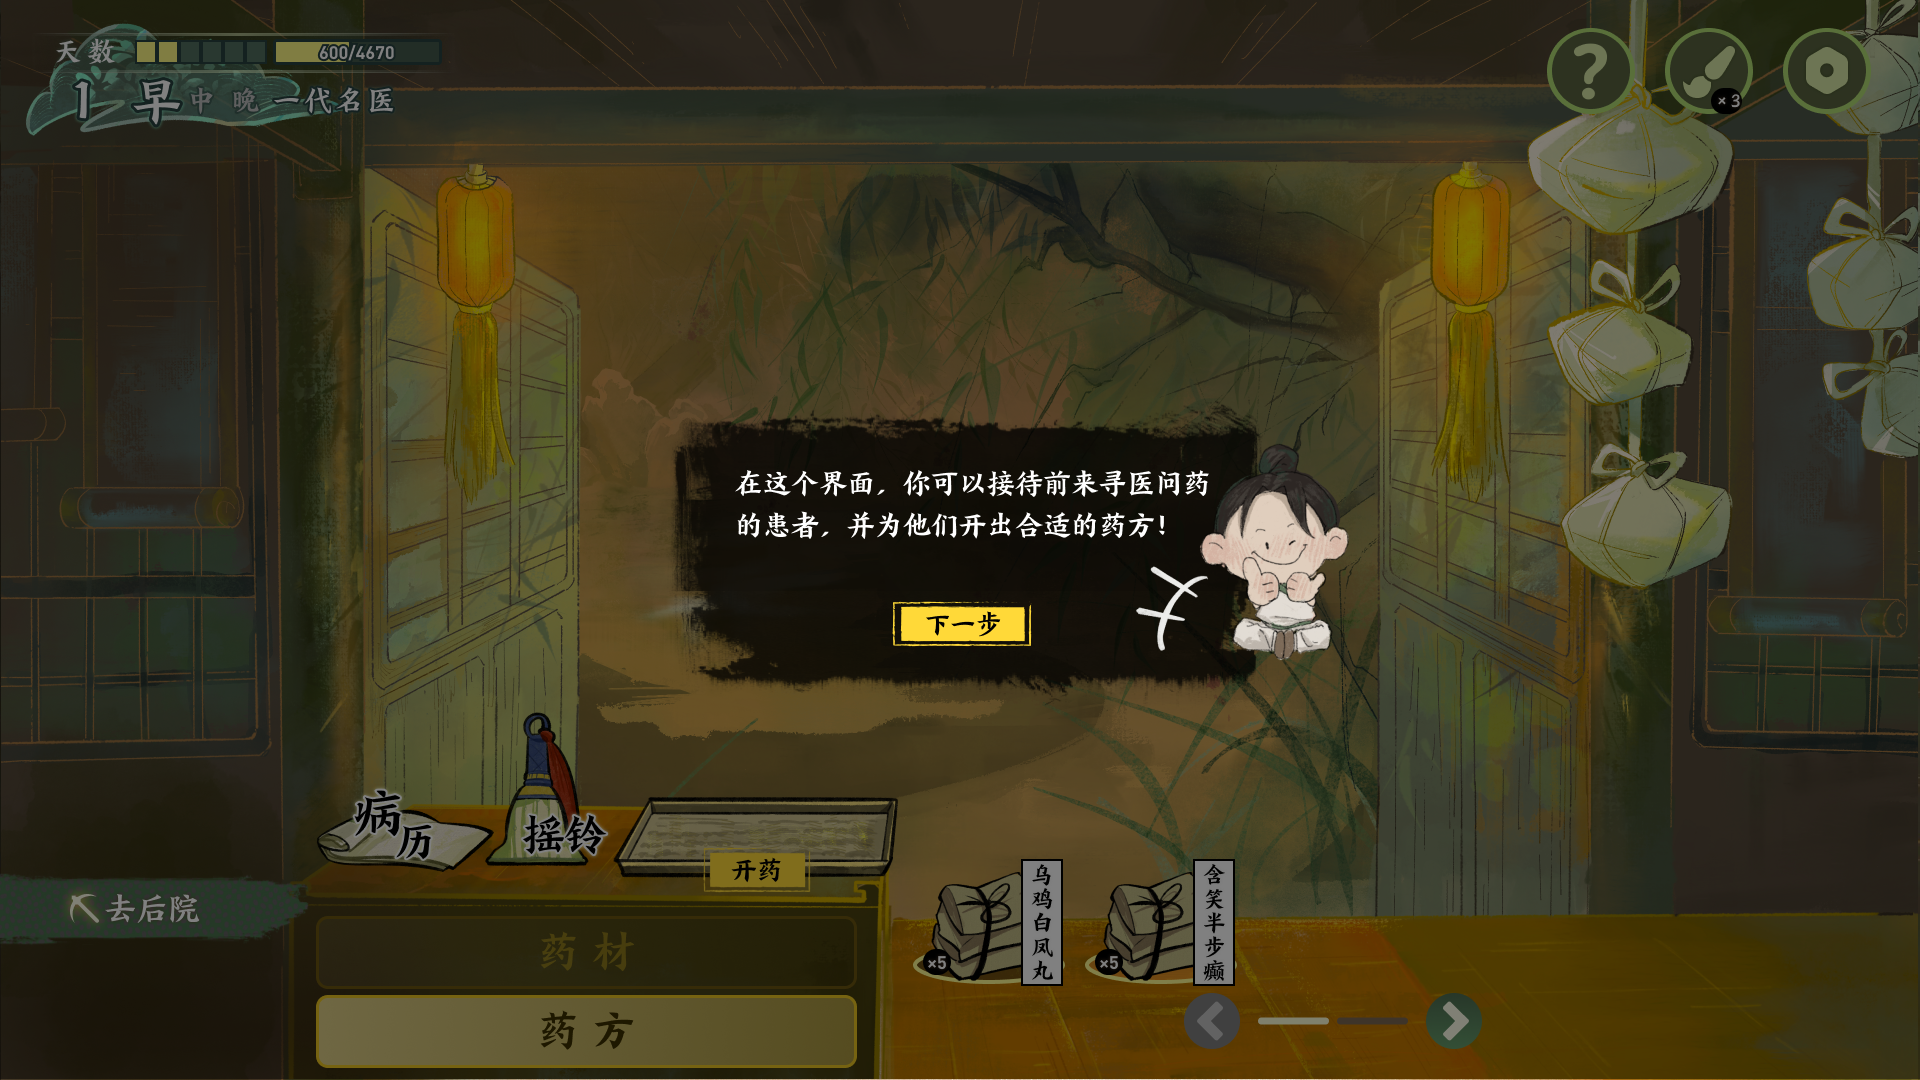 天数
600/4670
1 早 中 晚 一代名医
×3
在这个界面，你可以接待前来寻医问药
的患者，并为他们开出合适的药方！
下一步
病历
摇铃
开药
去后院
药材
药方
×5
乌鸡白凤丸
×5
含笑半步癫